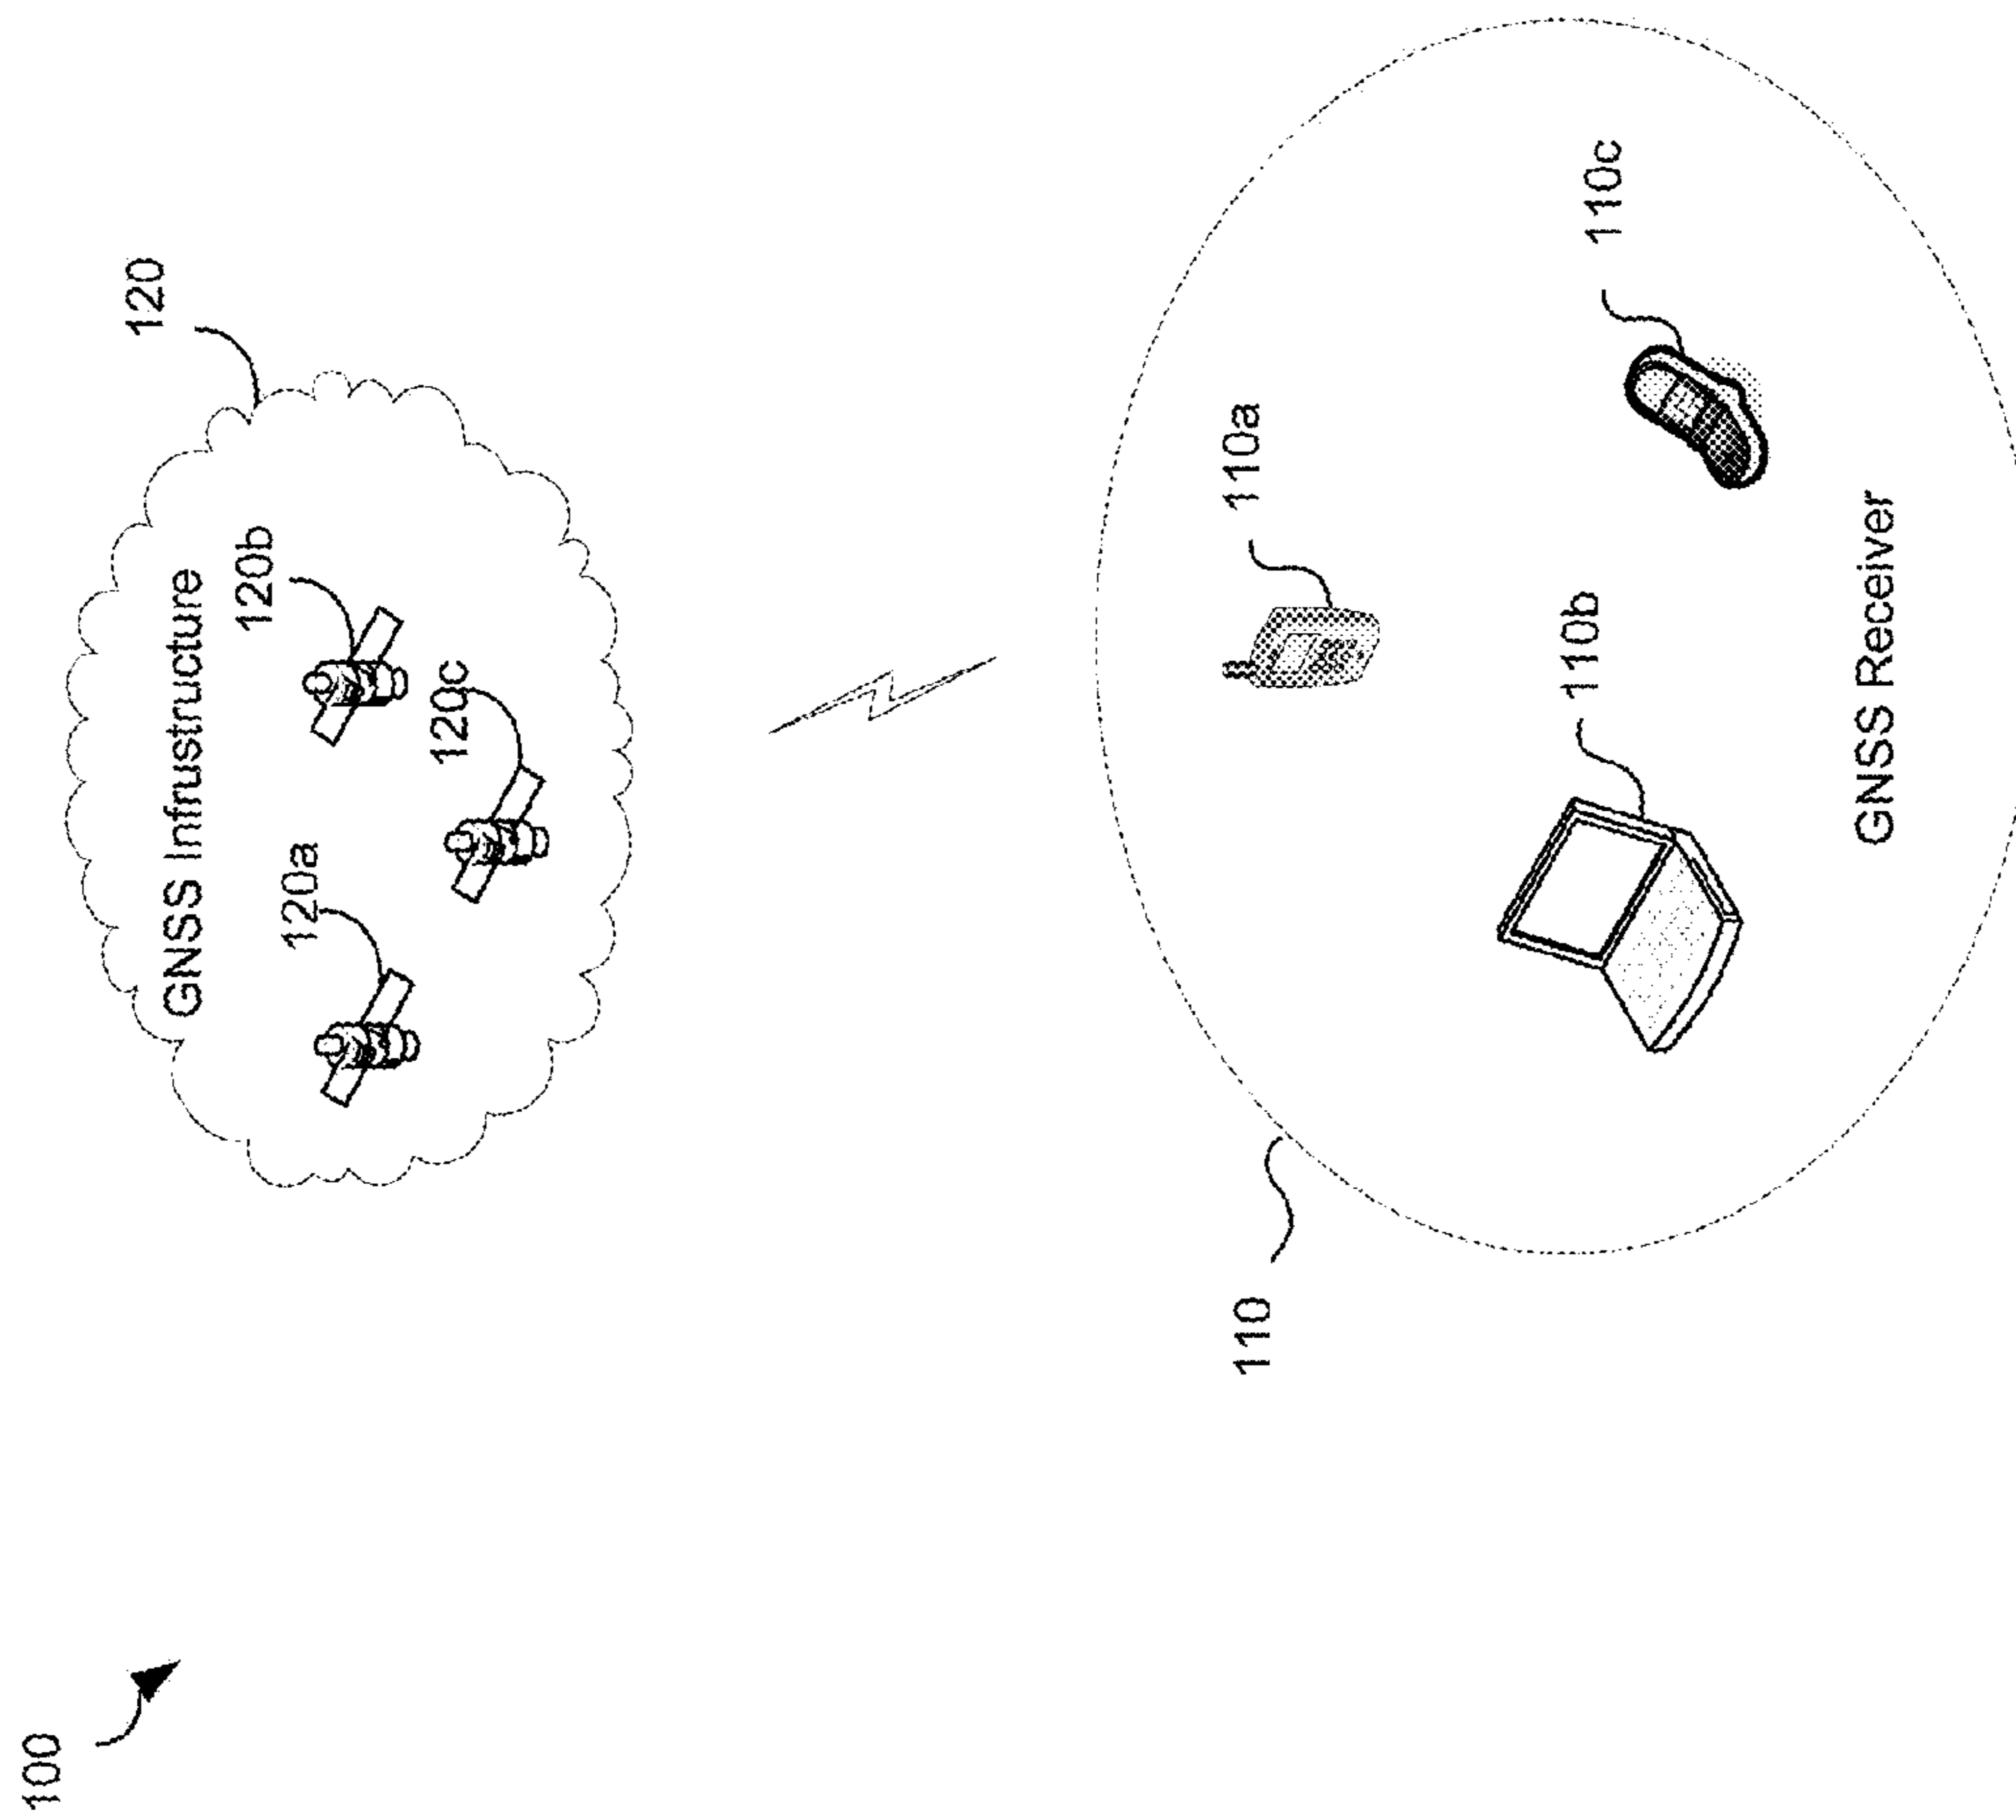 100
120
GNSS Infrustructure
120a
120b
120c
110
110a
110b
110c
GNSS Receiver